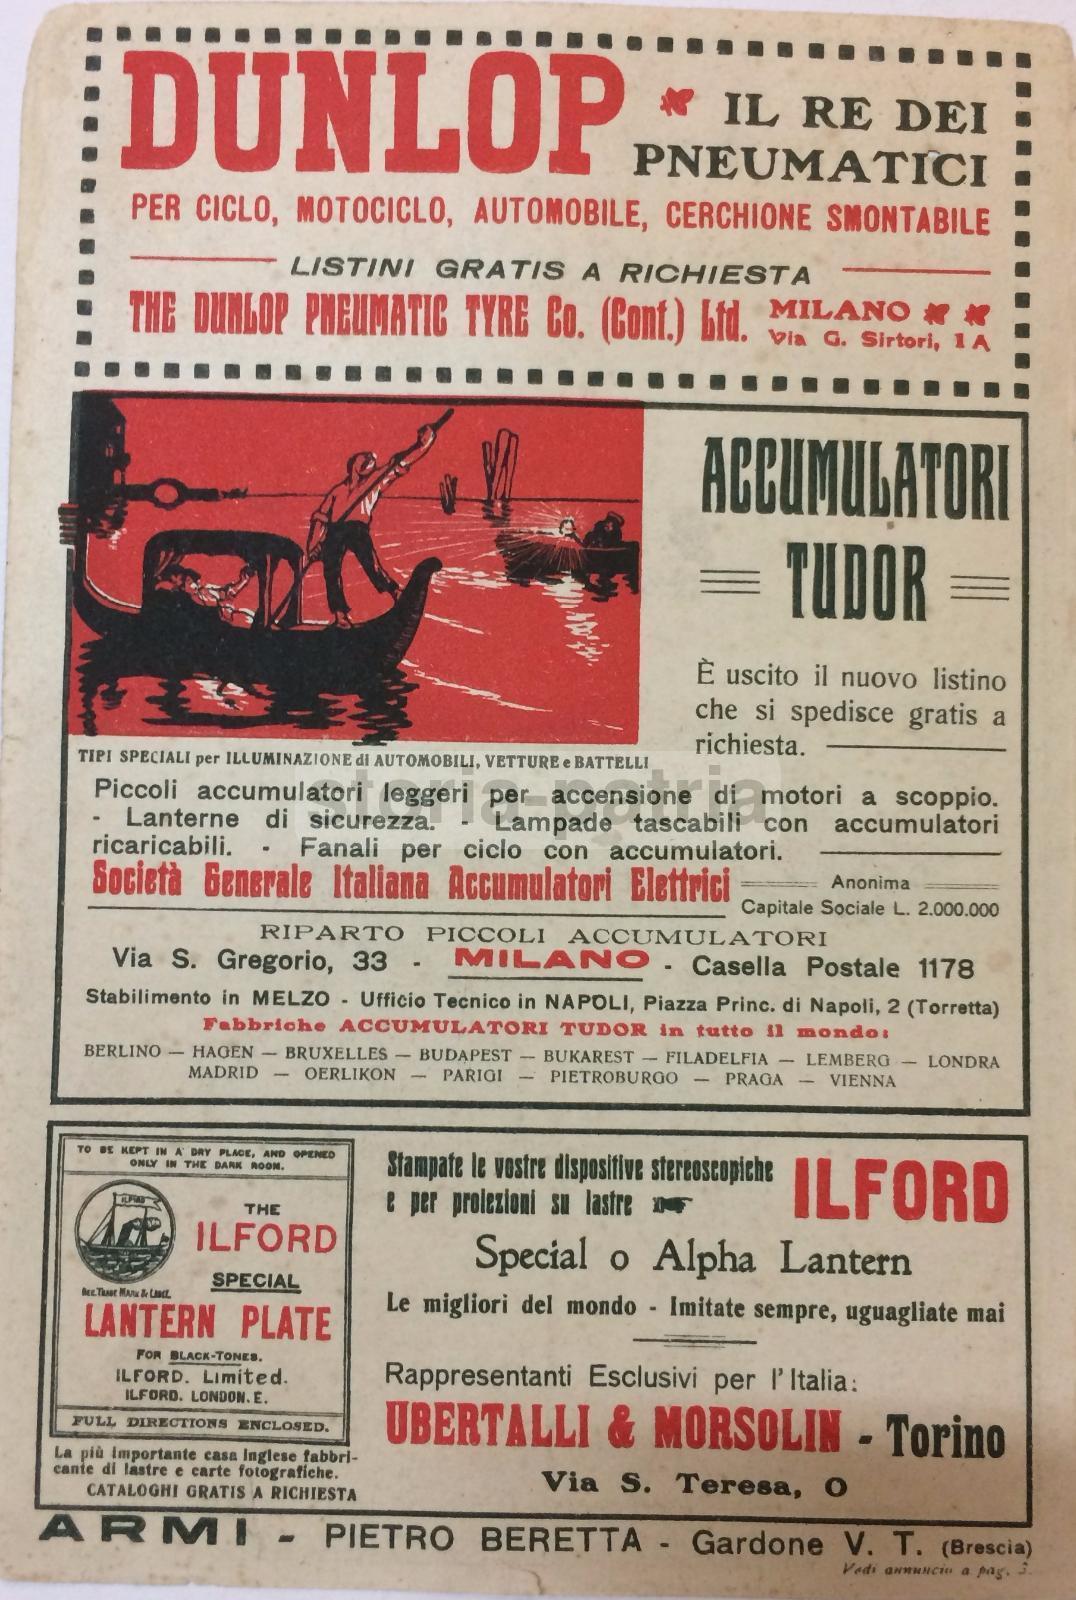 DUNLOP
IL RE DEI
PNEUMATICI
PER CICLO, MOTOCICLO, AUTOMOBILE, CERCHIONE SMONTABILE
LISTINI GRATIS A RICHIESTA
THE DUNLOP PNEUMATIC TYRE Co. (Cont.) Ltd. MILANO
Via G. Sirtori, 1 A
ACCUMULATORI
TUDOR
È uscito il nuovo listino
che si spedisce gratis a
richiesta.
TIPI SPECIALI per ILLUMINAZIONE di AUTOMOBILI, VETTURE e BATTELLI
storia-patria
Piccoli accumulatori leggeri per accensione di motori a scoppio.
- Lanterne di sicurezza. - Lampade tascabili con accumulatori
ricaricabili. - Fanali per ciclo con accumulatori.
Società Generale Italiana Accumulatori Elettrici
Anonima
Capitale Sociale L. 2.000.000
RIPARTO PICCOLI ACCUMULATORI
Via S. Gregorio, 33 - MILANO - Casella Postale 1178
Stabilimento in MELZO - Ufficio Tecnico in NAPOLI, Piazza Princ. di Napoli, 2 (Torretta)
Fabbriche ACCUMULATORI TUDOR in tutto il mondo:
BERLINO — HAGEN — BRUXELLES — BUDAPEST — BUKAREST — FILADELFIA — LEMBERG — LONDRA
MADRID — OERLIKON — PARIGI — PIETROBURGO — PRAGA — VIENNA
TO BE KEPT IN A DRY PLACE, AND OPENED
ONLY IN THE DARK ROOM.
ILFORD
THE
ILFORD
SPECIAL
REG. TRADE MARK & LABEL
LANTERN PLATE
FOR BLACK-TONES.
ILFORD. Limited.
ILFORD. LONDON. E.
FULL DIRECTIONS ENCLOSED.
La più importante casa inglese fabbri-
cante di lastre e carte fotografiche.
CATALOGHI GRATIS A RICHIESTA
Stampate le vostre dispositive stereoscopiche
e per proiezioni su lastre
ILFORD
Special o Alpha Lantern
Le migliori del mondo - Imitate sempre, uguagliate mai
Rappresentanti Esclusivi per l'Italia:
UBERTALLI & MORSOLIN - Torino
Via S. Teresa, 0
ARMI - PIETRO BERETTA - Gardone V. T. (Brescia)
Vedi annuncio a pag. 3.